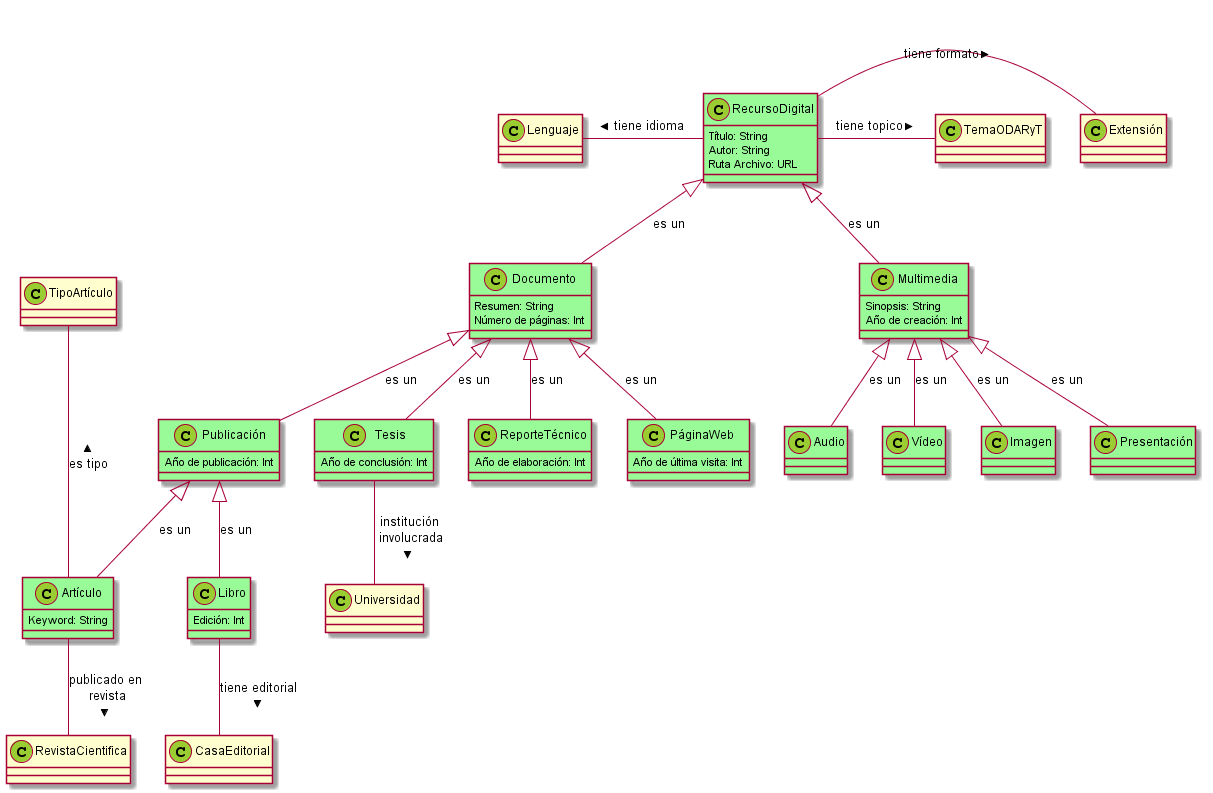 tiene formato►
C RecursoDigital
Título: String
Autor: String
Ruta Archivo: URL
C Lenguaje
◄ tiene idioma
tiene topico►
C TemaODARyT
C Extensión
es un
es un
C Documento
Resumen: String
Número de páginas: Int
C Multimedia
Sinopsis: String
Año de creación: Int
C TipoArtículo
es un
es un
es un
es un
es un
es un
es un
es un
C Publicación
Año de publicación: Int
C Tesis
Año de conclusión: Int
C ReporteTécnico
Año de elaboración: Int
C PáginaWeb
Año de última visita: Int
C Audio
C Vídeo
C Imagen
C Presentación
▲
es tipo
es un
es un
institución
involucrada
▼
C Artículo
Keyword: String
C Libro
Edición: Int
C Universidad
publicado en
revista
▼
tiene editorial
▼
C RevistaCientifica
C CasaEditorial